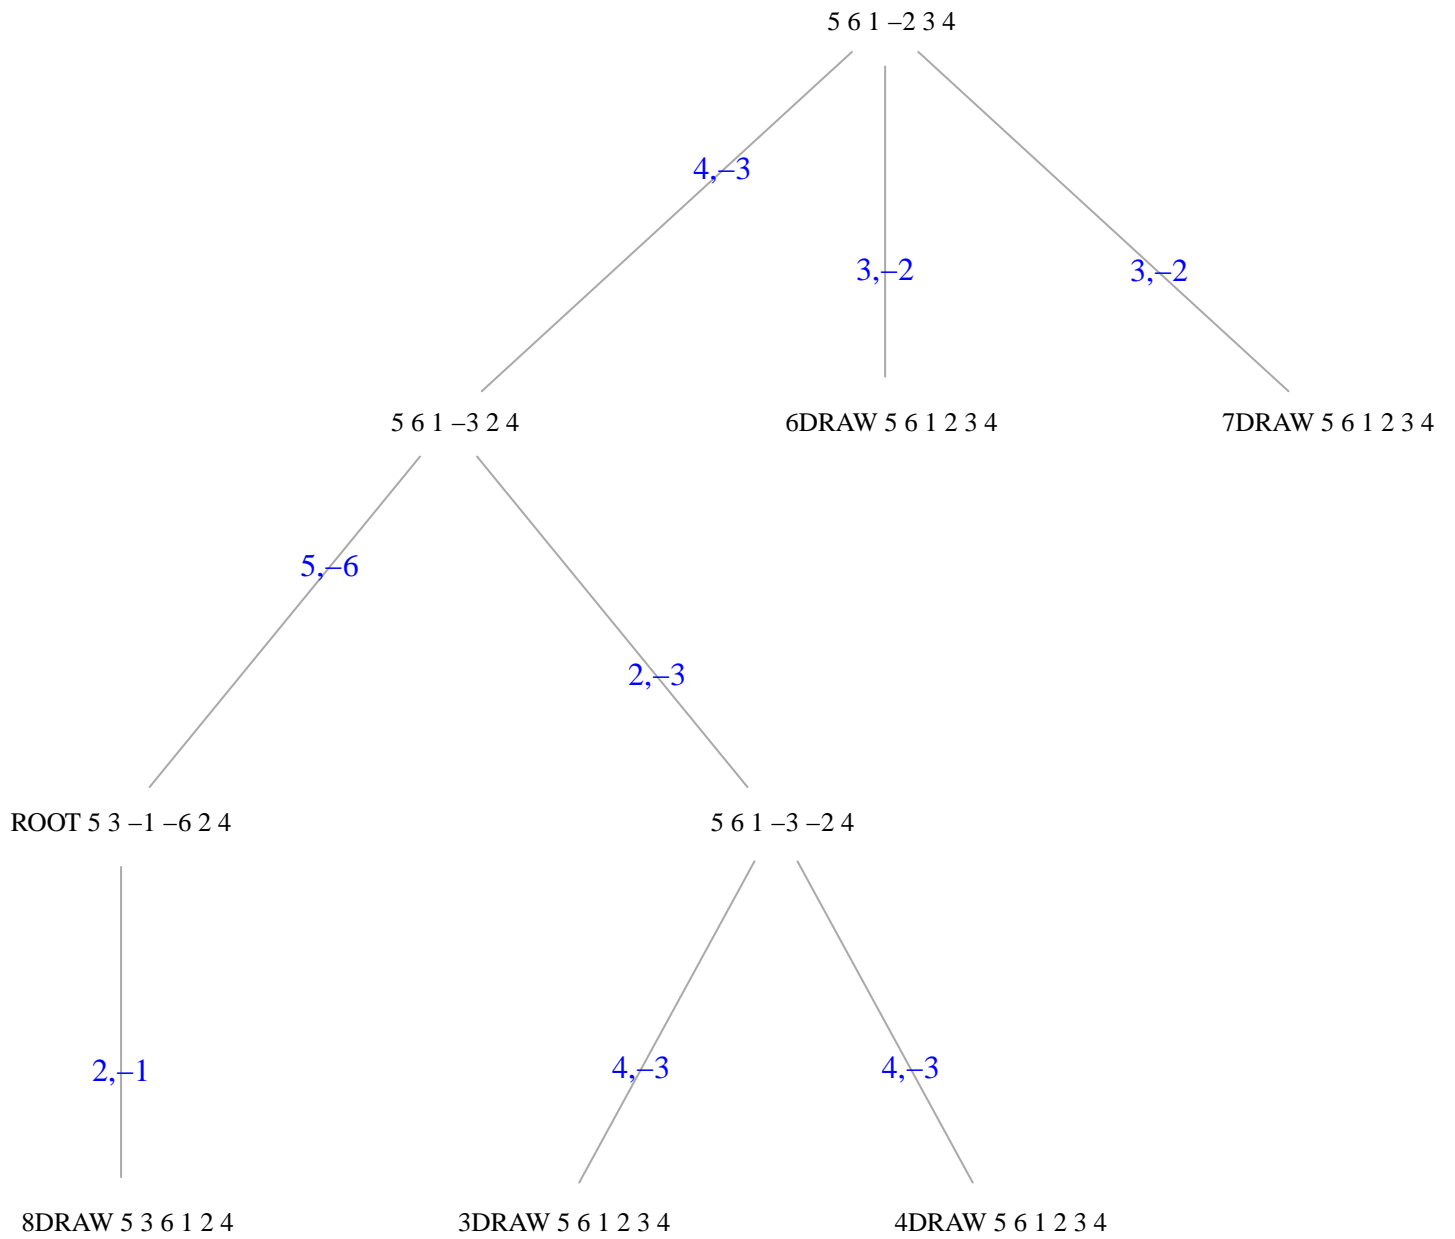 5 6 1 –2 3 4
4,–3
3,–2
3,–2
5 6 1 –3 2 4
6DRAW 5 6 1 2 3 4
7DRAW 5 6 1 2 3 4
5,–6
2,–3
ROOT 5 3 –1 –6 2 4
5 6 1 –3 –2 4
2,–1
4,–3
4,–3
8DRAW 5 3 6 1 2 4
3DRAW 5 6 1 2 3 4
4DRAW 5 6 1 2 3 4